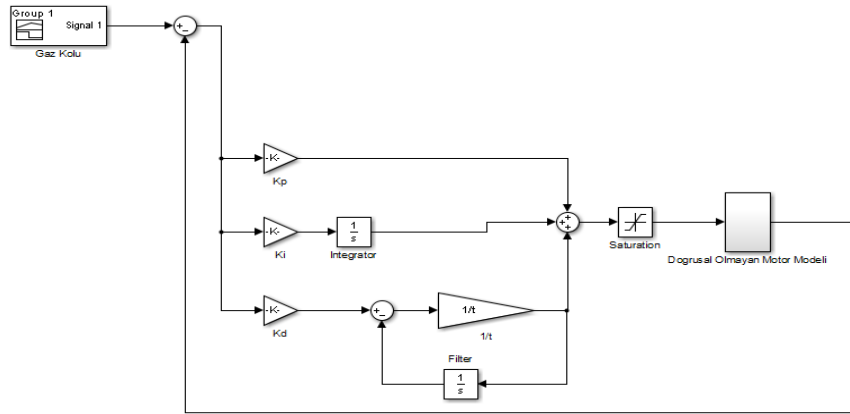 Group 1
Signal 1
Gaz Kolu
+
-
-K-
Kp
-K-
Ki
1
s
Integrator
+
+
+
Saturation
Dogrusal Olmayan Motor Modeli
-K-
Kd
+
-
1/t
1/t
Filter
1
s